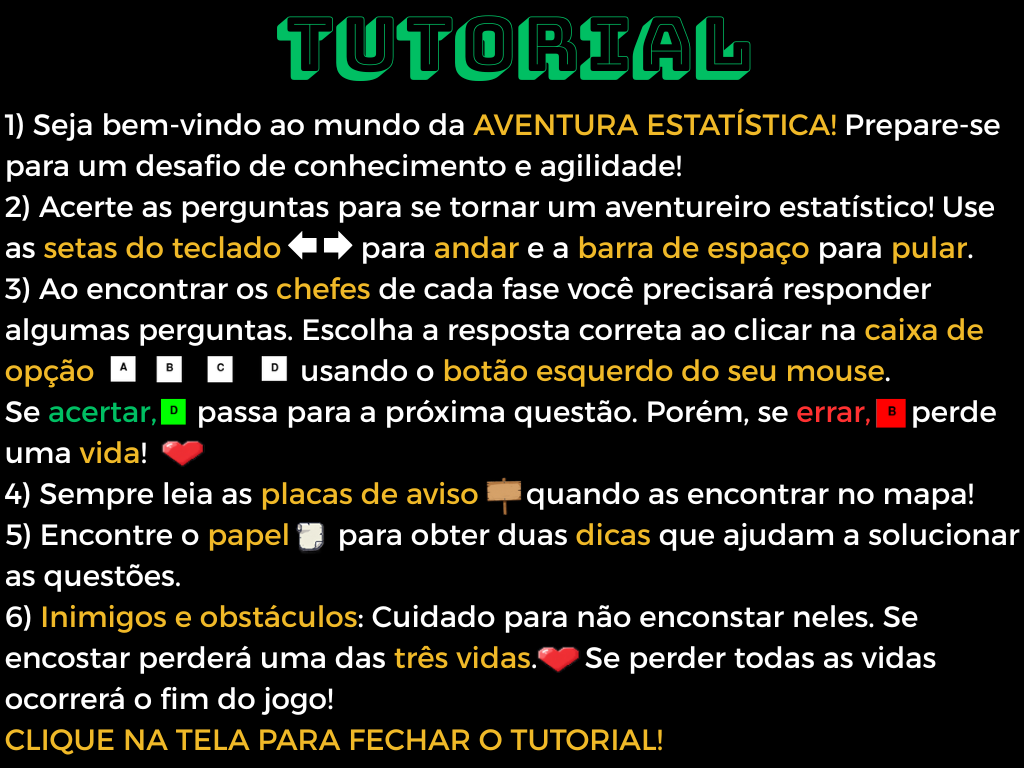 TUTORIAL
1) Seja bem-vindo ao mundo da AVENTURA ESTATÍSTICA! Prepare-se
para um desafio de conhecimento e agilidade!
2) Acerte as perguntas para se tornar um aventureiro estatístico! Use
as setas do teclado para andar e a barra de espaço para pular.
3) Ao encontrar os chefes de cada fase você precisará responder
algumas perguntas. Escolha a resposta correta ao clicar na caixa de
opção A B C D usando o botão esquerdo do seu mouse.
Se acertar, D passa para a próxima questão. Porém, se errar, B perde
uma vida!
4) Sempre leia as placas de aviso quando as encontrar no mapa!
5) Encontre o papel para obter duas dicas que ajudam a solucionar
as questões.
6) Inimigos e obstáculos: Cuidado para não enconstar neles. Se
encostar perderá uma das três vidas. Se perder todas as vidas
ocorrerá o fim do jogo!
CLIQUE NA TELA PARA FECHAR O TUTORIAL!